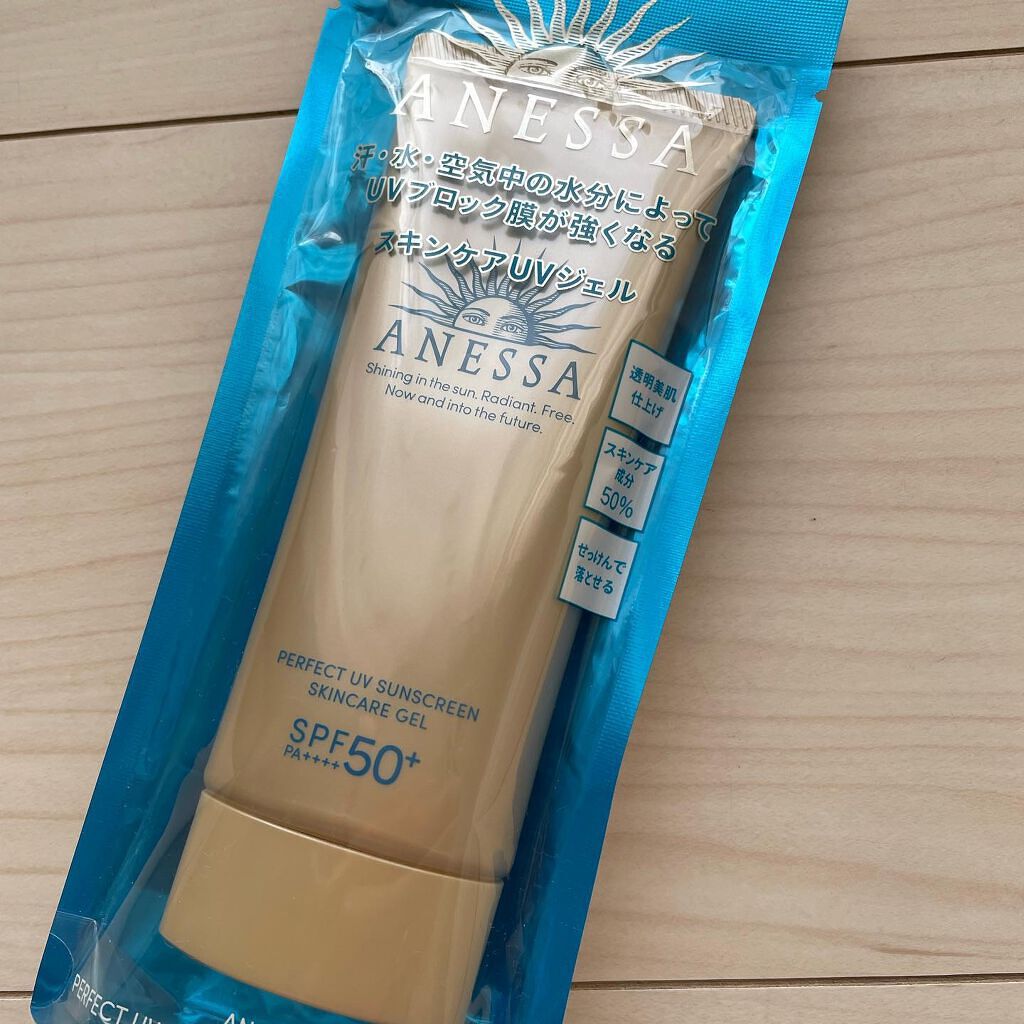 ANESSA
汗・水・空気中の水分によって
UVブロック膜が強くなる
スキンケアUVジェル
ANESSA
Shining in the sun. Radiant. Free.
Now and into the future.
透明美肌
仕上げ
スキンケア
成分
50%
せっけんで
落とせる
PERFECT UV SUNSCREEN
SKINCARE GEL
SPF50+
PA++++
PERFECT UV
AN